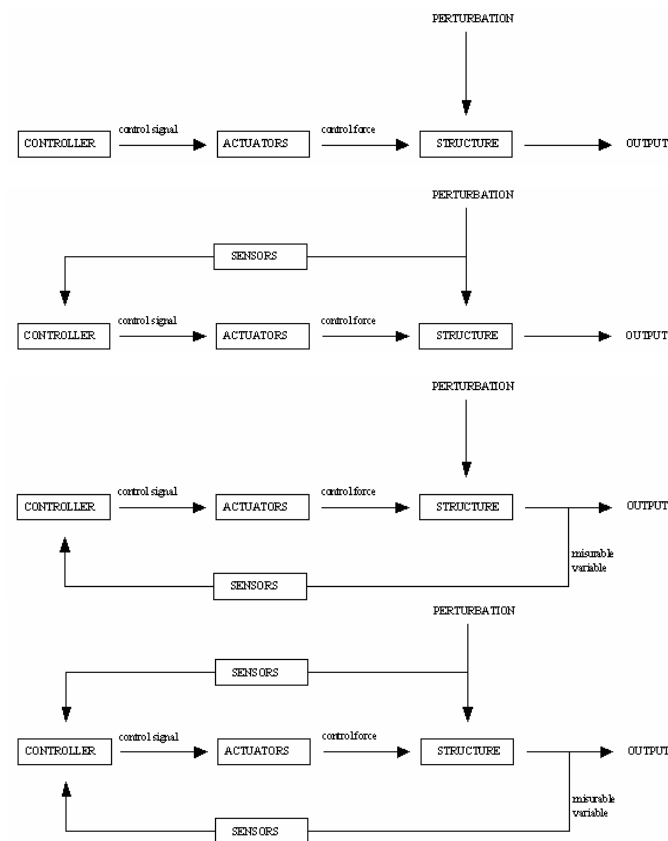 PERTURBATION
control signal control force
CONTROLLER ACTUATORS STRUCTURE OUTPUT
PERTURBATION
SENSORS
control signal control force
CONTROLLER ACTUATORS STRUCTURE OUTPUT
PERTURBATION
control signal control force
CONTROLLER ACTUATORS STRUCTURE OUTPUT
misurable
variable
SENSORS
PERTURBATION
SENSORS
control signal control force
CONTROLLER ACTUATORS STRUCTURE OUTPUT
misurable
variable
SENSORS